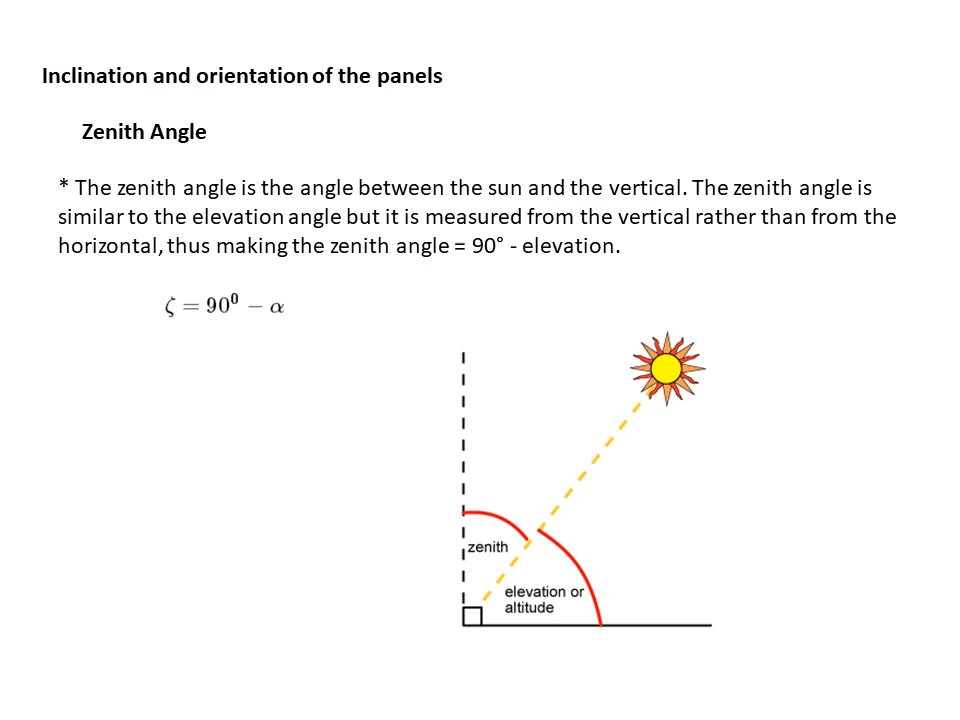 Inclination and orientation of the panels
Zenith Angle
* The zenith angle is the angle between the sun and the vertical. The zenith angle is
similar to the elevation angle but it is measured from the vertical rather than from the
horizontal, thus making the zenith angle = 90° - elevation.
ζ = 90⁰ − α
zenith
elevation or
altitude